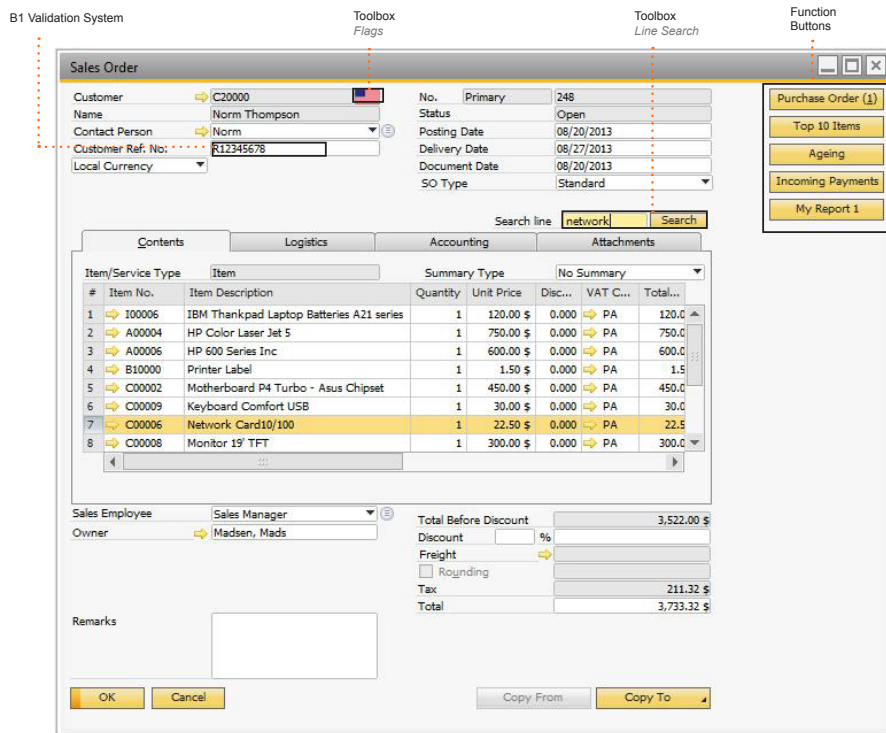 B1 Validation System
Toolbox
Flags
Toolbox
Line Search
Function
Buttons
Sales Order
Customer C20000
Name Norm Thompson
Contact Person Norm
Customer Ref. No. R12345678
Local Currency
No. Primary 248
Status Open
Posting Date 08/20/2013
Delivery Date 08/27/2013
Document Date 08/20/2013
SO Type Standard
Purchase Order (1)
Top 10 Items
Ageing
Incoming Payments
My Report 1
Search line network Search
Contents Logistics Accounting Attachments
Item/Service Type Item Summary Type No Summary
# Item No. Item Description Quantity Unit Price Disc... VAT C... Total...
1 I00006 IBM Thankpad Laptop Batteries A21 series 1 120.00 $ 0.000 PA 120.0
2 A00004 HP Color Laser Jet 5 1 750.00 $ 0.000 PA 750.0
3 A00006 HP 600 Series Inc 1 600.00 $ 0.000 PA 600.0
4 B10000 Printer Label 1 1.50 $ 0.000 PA 1.5
5 C00002 Motherboard P4 Turbo - Asus Chipset 1 450.00 $ 0.000 PA 450.0
6 C00009 Keyboard Comfort USB 1 30.00 $ 0.000 PA 30.0
7 C00006 Network Card10/100 1 22.50 $ 0.000 PA 22.5
8 C00008 Monitor 19' TFT 1 300.00 $ 0.000 PA 300.0
Sales Employee Sales Manager
Owner Madsen, Mads
Total Before Discount 3,522.00 $
Discount %
Freight
Rounding
Tax 211.32 $
Total 3,733.32 $
Remarks
OK Cancel Copy From Copy To